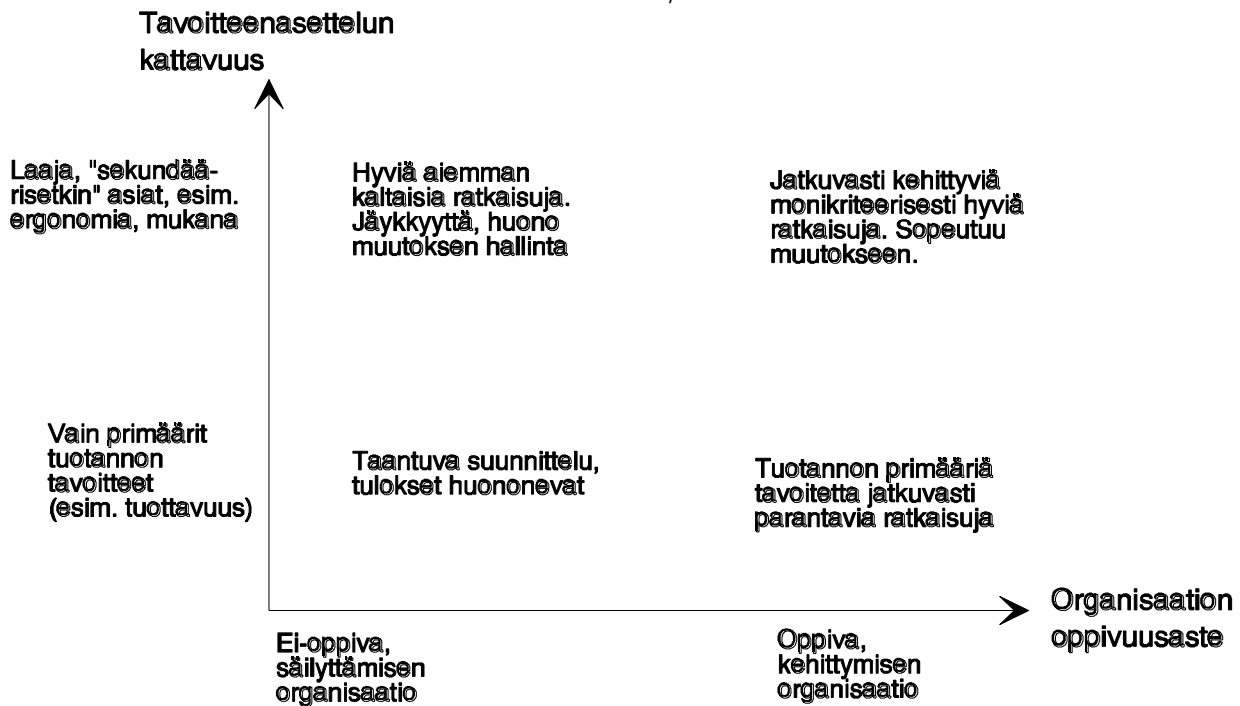 Tavoitteenasettelun
kattavuus
Laaja, "sekundää-
risetkin" asiat, esim.
ergonomia, mukana
Hyviä aiemman
kaltaisia ratkaisuja.
Jäykkyyttä, huono
muutoksen hallinta
Jatkuvasti kehittyviä
monikriteerisesti hyviä
ratkaisuja. Sopeutuu
muutokseen.
Vain primäärit
tuotannon
tavoitteet
(esim. tuottavuus)
Taantuva suunnittelu,
tulokset huononevat
Tuotannon primääriä
tavoitetta jatkuvasti
parantavia ratkaisuja
Organisaation
oppivuusaste
Ei-oppiva,
säilyttämisen
organisaatio
Oppiva,
kehittymisen
organisaatio